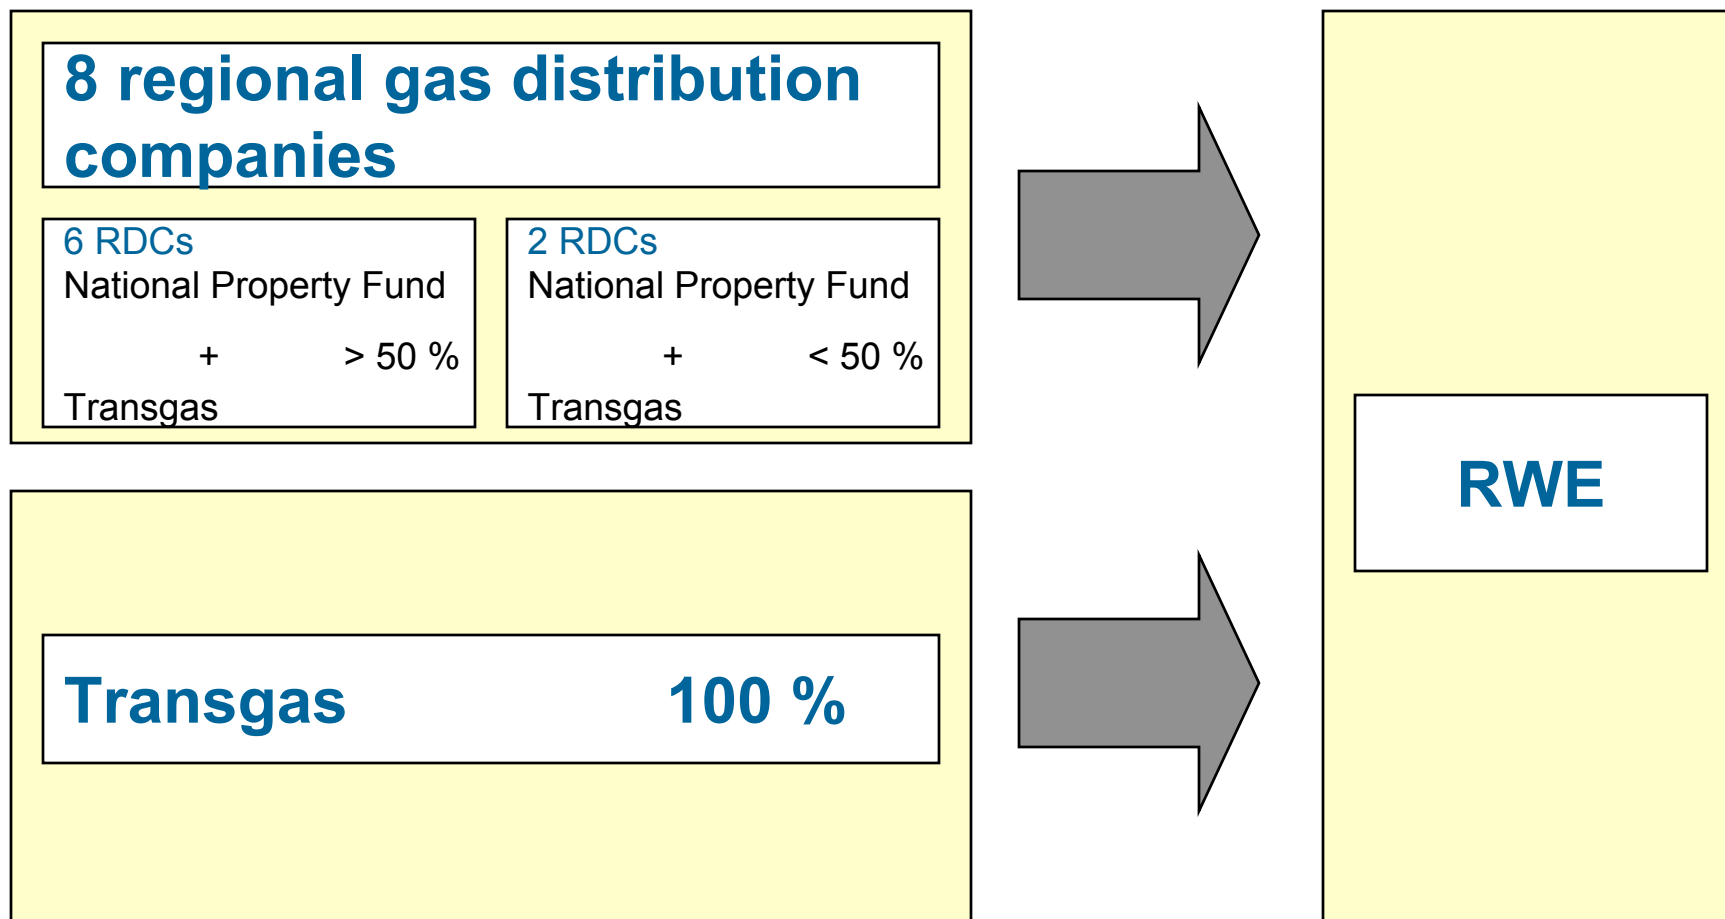 8 regional gas distribution
companies
6 RDCs
National Property Fund
+ > 50 %
Transgas
2 RDCs
National Property Fund
+ < 50 %
Transgas
RWE
Transgas 100 %